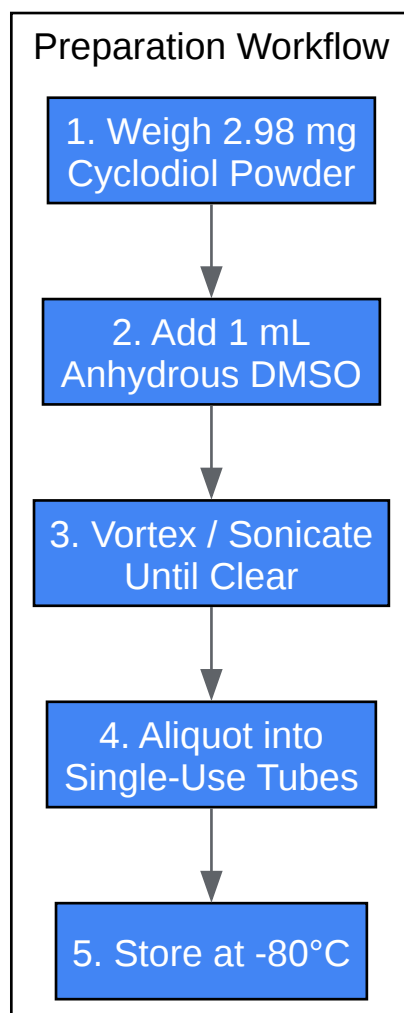 Preparation Workflow
1. Weigh 2.98 mg
Cyclodiol Powder
2. Add 1 mL
Anhydrous DMSO
3. Vortex / Sonicate
Until Clear
4. Aliquot into
Single-Use Tubes
5. Store at -80°C